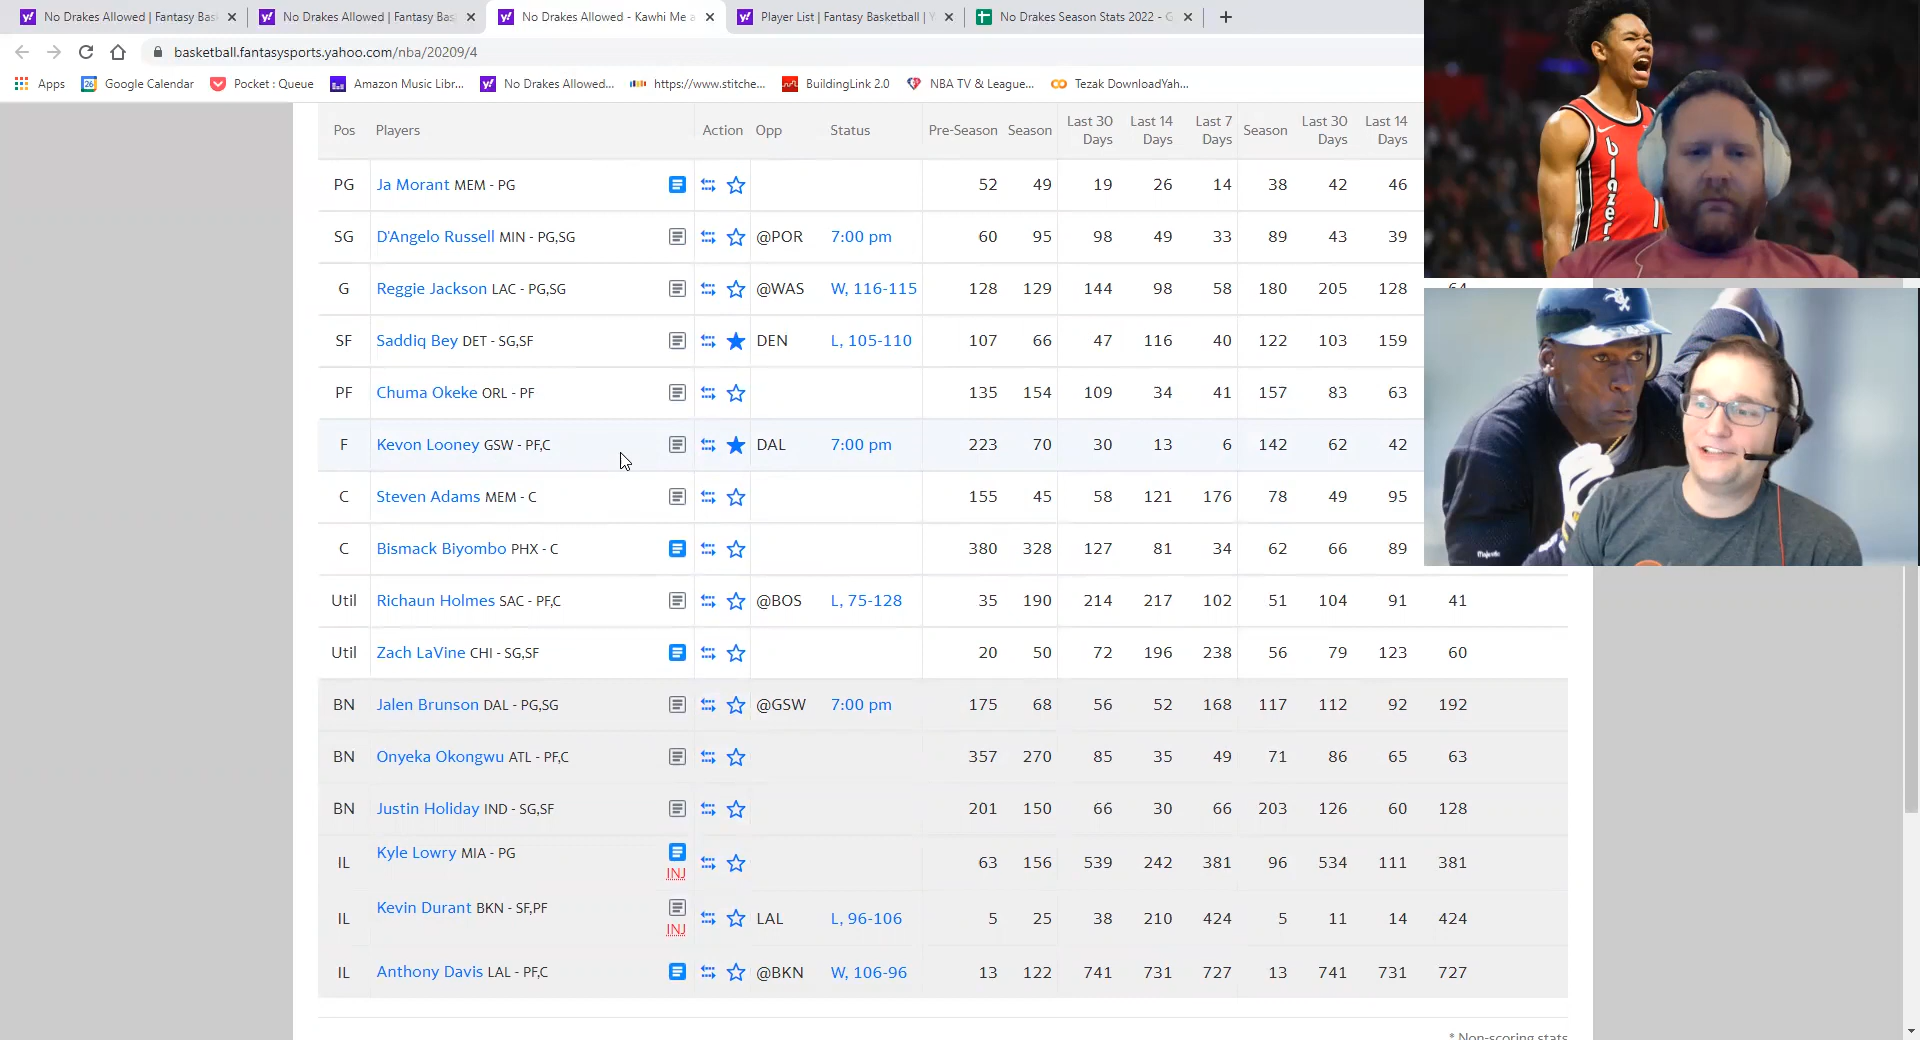 No Drakes Allowed | Fantasy Bas
No Drakes Allowed | Fantasy Bas
No Drakes Allowed - Kawhi Me a
Player List | Fantasy Basketball | Y
No Drakes Season Stats 2022 - G
basketball.fantasysports.yahoo.com/nba/20209/4
Apps
Google Calendar
Pocket : Queue
Amazon Music Libr...
No Drakes Allowed...
https://www.stitche...
BuildingLink 2.0
NBA TV & League...
Tezak DownloadYah...
Pos Players Action Opp Status Pre-Season Season Last 30 Days Last 14 Days Last 7 Days Season Last 30 Days Last 14 Days
PG Ja Morant MEM - PG 52 49 19 26 14 38 42 46
SG D'Angelo Russell MIN - PG,SG @POR 7:00 pm 60 95 98 49 33 89 43 39
G Reggie Jackson LAC - PG,SG @WAS W, 116-115 128 129 144 98 58 180 205 128 64
SF Saddiq Bey DET - SG,SF DEN L, 105-110 107 66 47 116 40 122 103 159
PF Chuma Okeke ORL - PF 135 154 109 34 41 157 83 63
F Kevon Looney GSW - PF,C DAL 7:00 pm 223 70 30 13 6 142 62 42
C Steven Adams MEM - C 155 45 58 121 176 78 49 95
C Bismack Biyombo PHX - C 380 328 127 81 34 62 66 89
Util Richaun Holmes SAC - PF,C @BOS L, 75-128 35 190 214 217 102 51 104 91 41
Util Zach LaVine CHI - SG,SF 20 50 72 196 238 56 79 123 60
BN Jalen Brunson DAL - PG,SG @GSW 7:00 pm 175 68 56 52 168 117 112 92 192
BN Onyeka Okongwu ATL - PF,C 357 270 85 35 49 71 86 65 63
BN Justin Holiday IND - SG,SF 201 150 66 30 66 203 126 60 128
IL Kyle Lowry MIA - PG INJ 63 156 539 242 381 96 534 111 381
IL Kevin Durant BKN - SF,PF INJ LAL L, 96-106 5 25 38 210 424 5 11 14 424
IL Anthony Davis LAL - PF,C @BKN W, 106-96 13 122 741 731 727 13 741 731 727
* Non-scoring stats
blazers
Majestic